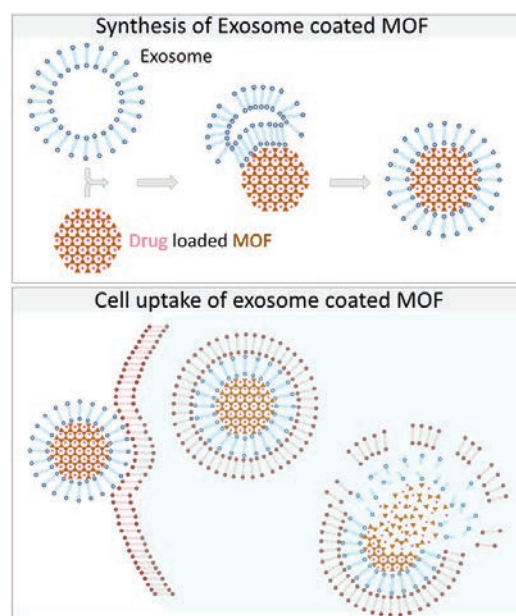 Synthesis of Exosome coated MOF
Exosome
Drug loaded MOF
Cell uptake of exosome coated MOF